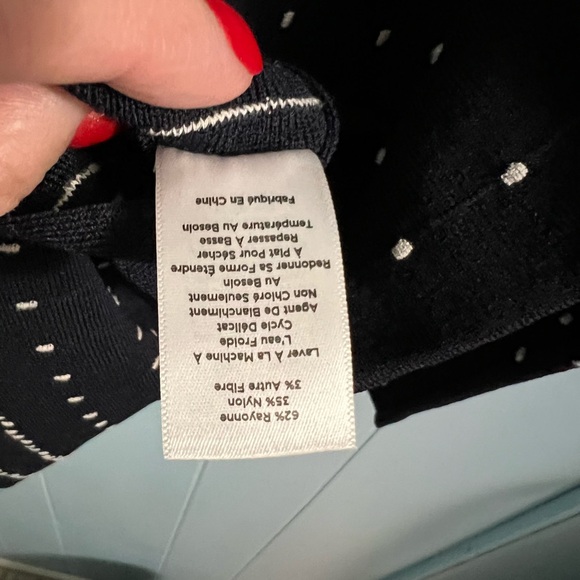 62% Rayonne
35% Nylon
3% Autre Fibre
Laver À La Machine À
L'eau Froide
Cycle Délicat
Agent De Blanchiment
Non Chloré Seulement
Au Besoin
Redonner Sa Forme Étendre
À Plat Pour Sécher
Repasser À Basse
Température Au Besoin
Fabriqué En Chine